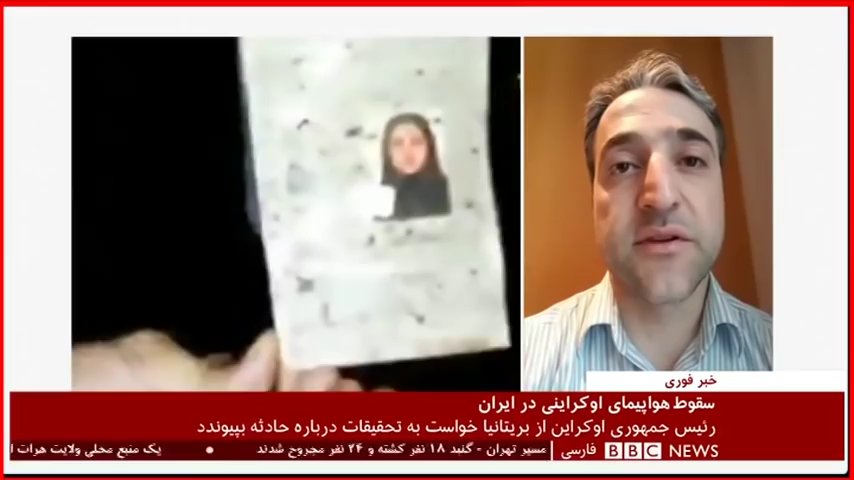 خبر فوری
سقوط هواپیمای اوکراینی در ایران
رئیس جمهوری اوکراین از بریتانیا خواست به تحقیقات درباره حادثه بپیوندد
BBC NEWS فارسی
مسیر تهران - گنبد ۱۸ نفر کشته و ۲۴ نفر مجروح شدند • یک منبع محلی ولایت هرات ا